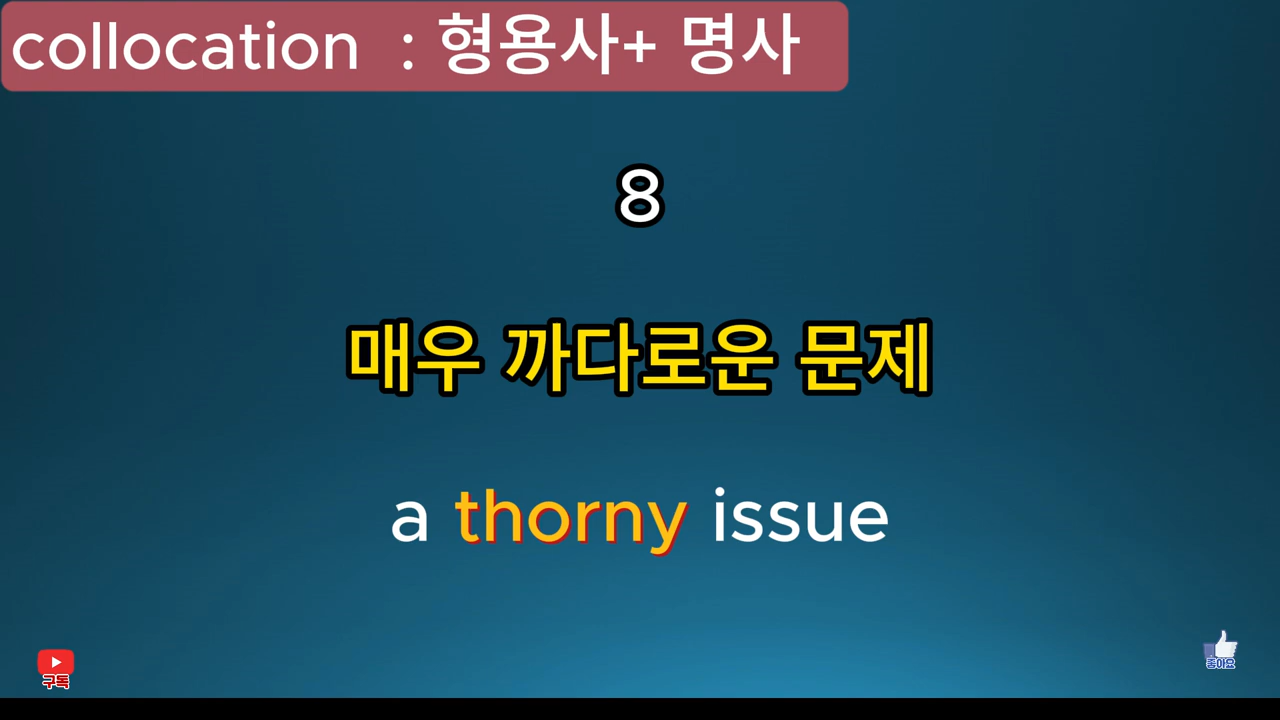 collocation : 형용사+ 명사
8
매우 까다로운 문제
a thorny issue
구독
좋아요